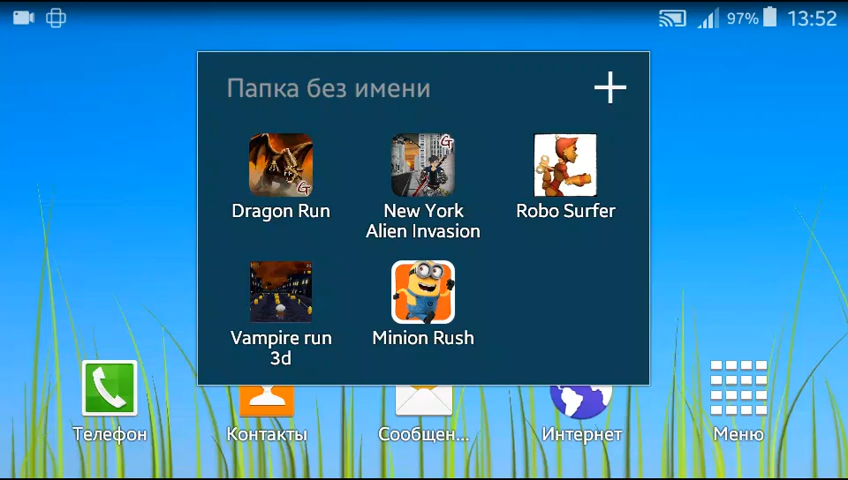 97% 13:52
Папка без имени
Dragon Run
New York
Alien Invasion
Robo Surfer
Vampire run
3d
Minion Rush
Телефон
Контакты
Сообщен...
Интернет
Меню